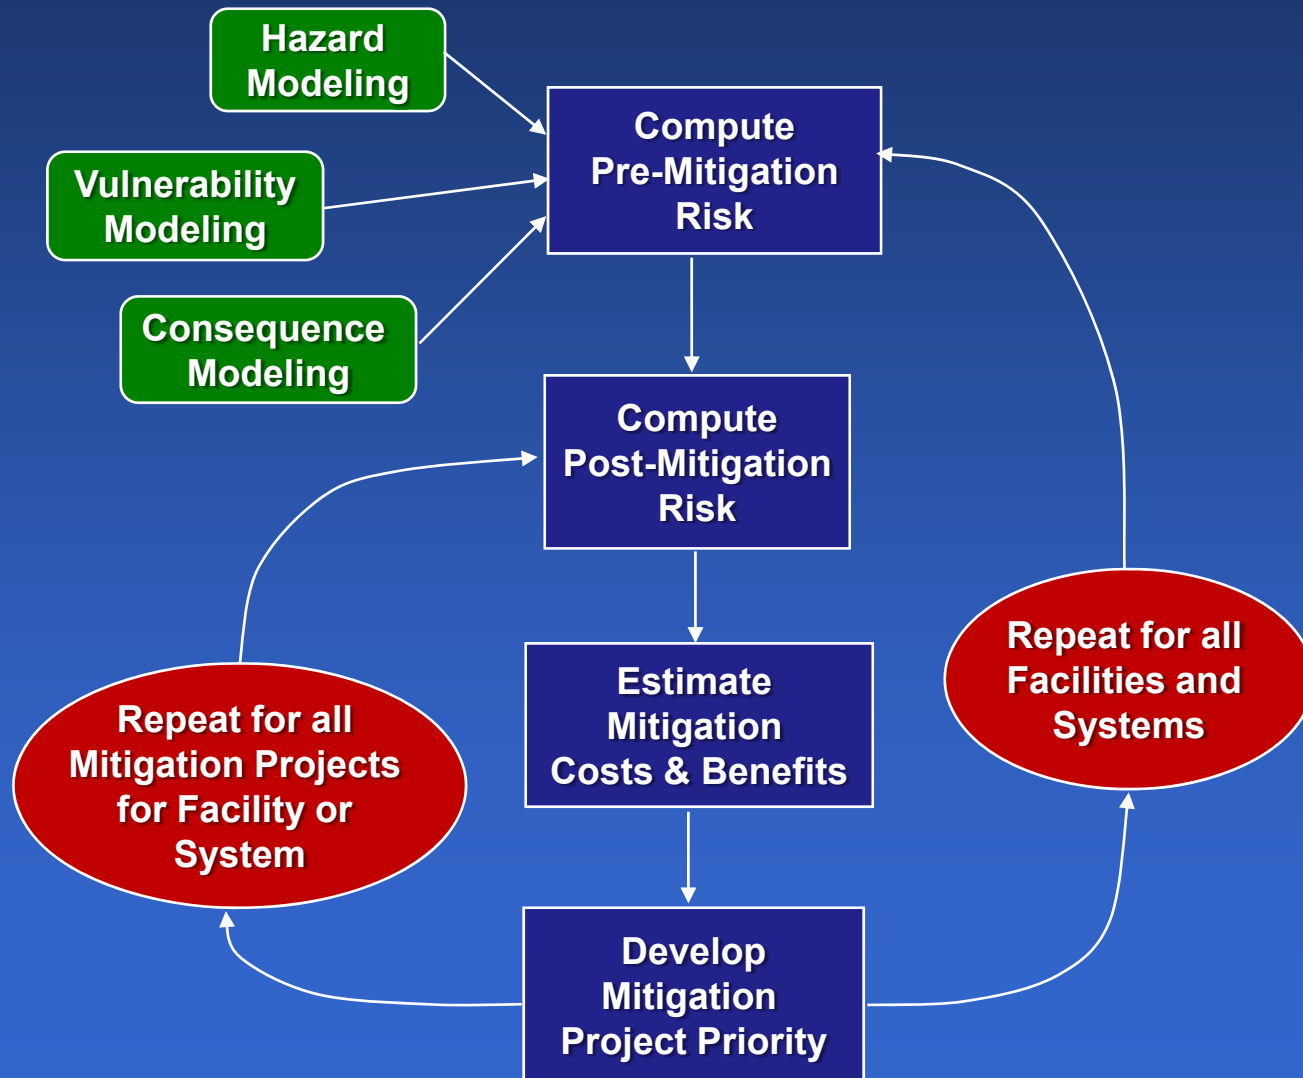 Hazard
Modeling
Compute
Pre-Mitigation
Risk
Vulnerability
Modeling
Consequence
Modeling
Compute
Post-Mitigation
Risk
Repeat for all
Facilities and
Systems
Estimate
Mitigation
Costs & Benefits
Repeat for all
Mitigation Projects
for Facility or
System
Develop
Mitigation
Project Priority